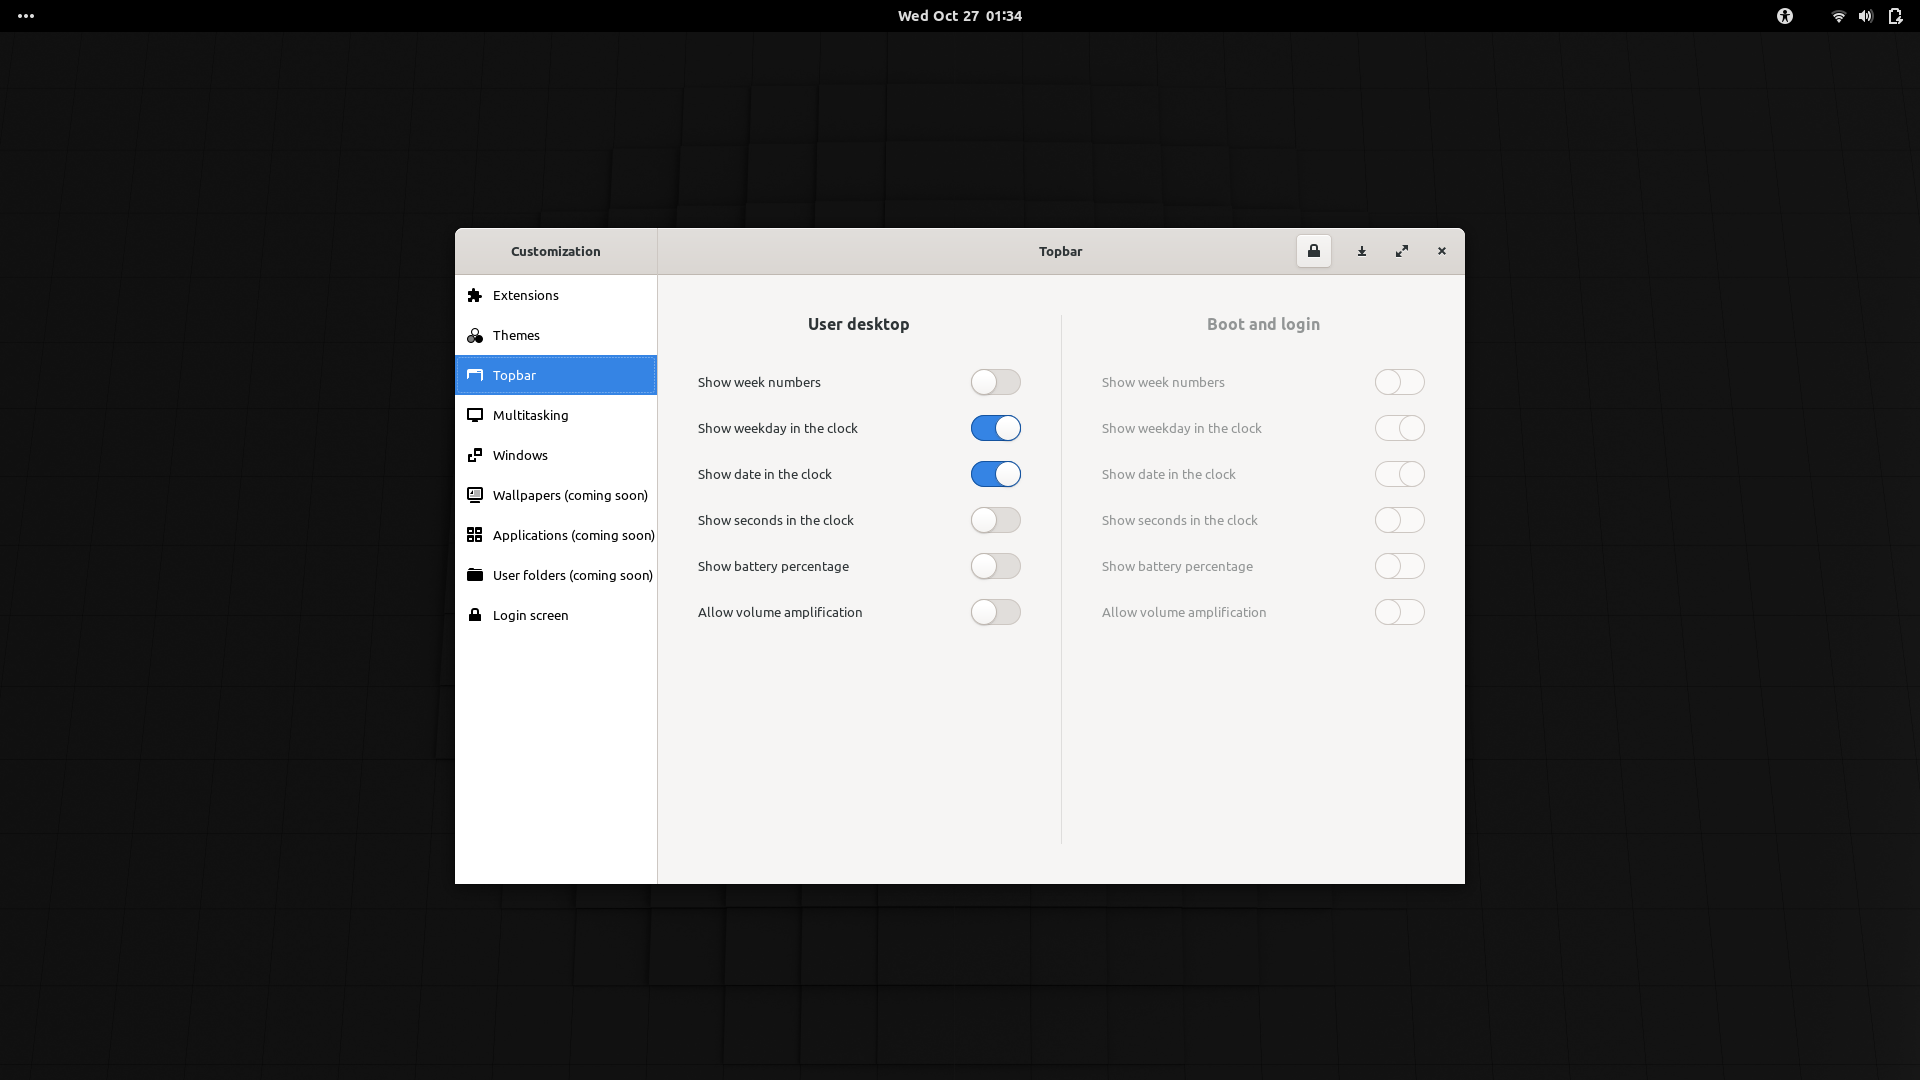 Wed Oct 27 01:34
Customization
Topbar
Extensions
Themes
Topbar
Multitasking
Windows
Wallpapers (coming soon)
Applications (coming soon)
User folders (coming soon)
Login screen
User desktop
Show week numbers
Show weekday in the clock
Show date in the clock
Show seconds in the clock
Show battery percentage
Allow volume amplification
Boot and login
Show week numbers
Show weekday in the clock
Show date in the clock
Show seconds in the clock
Show battery percentage
Allow volume amplification